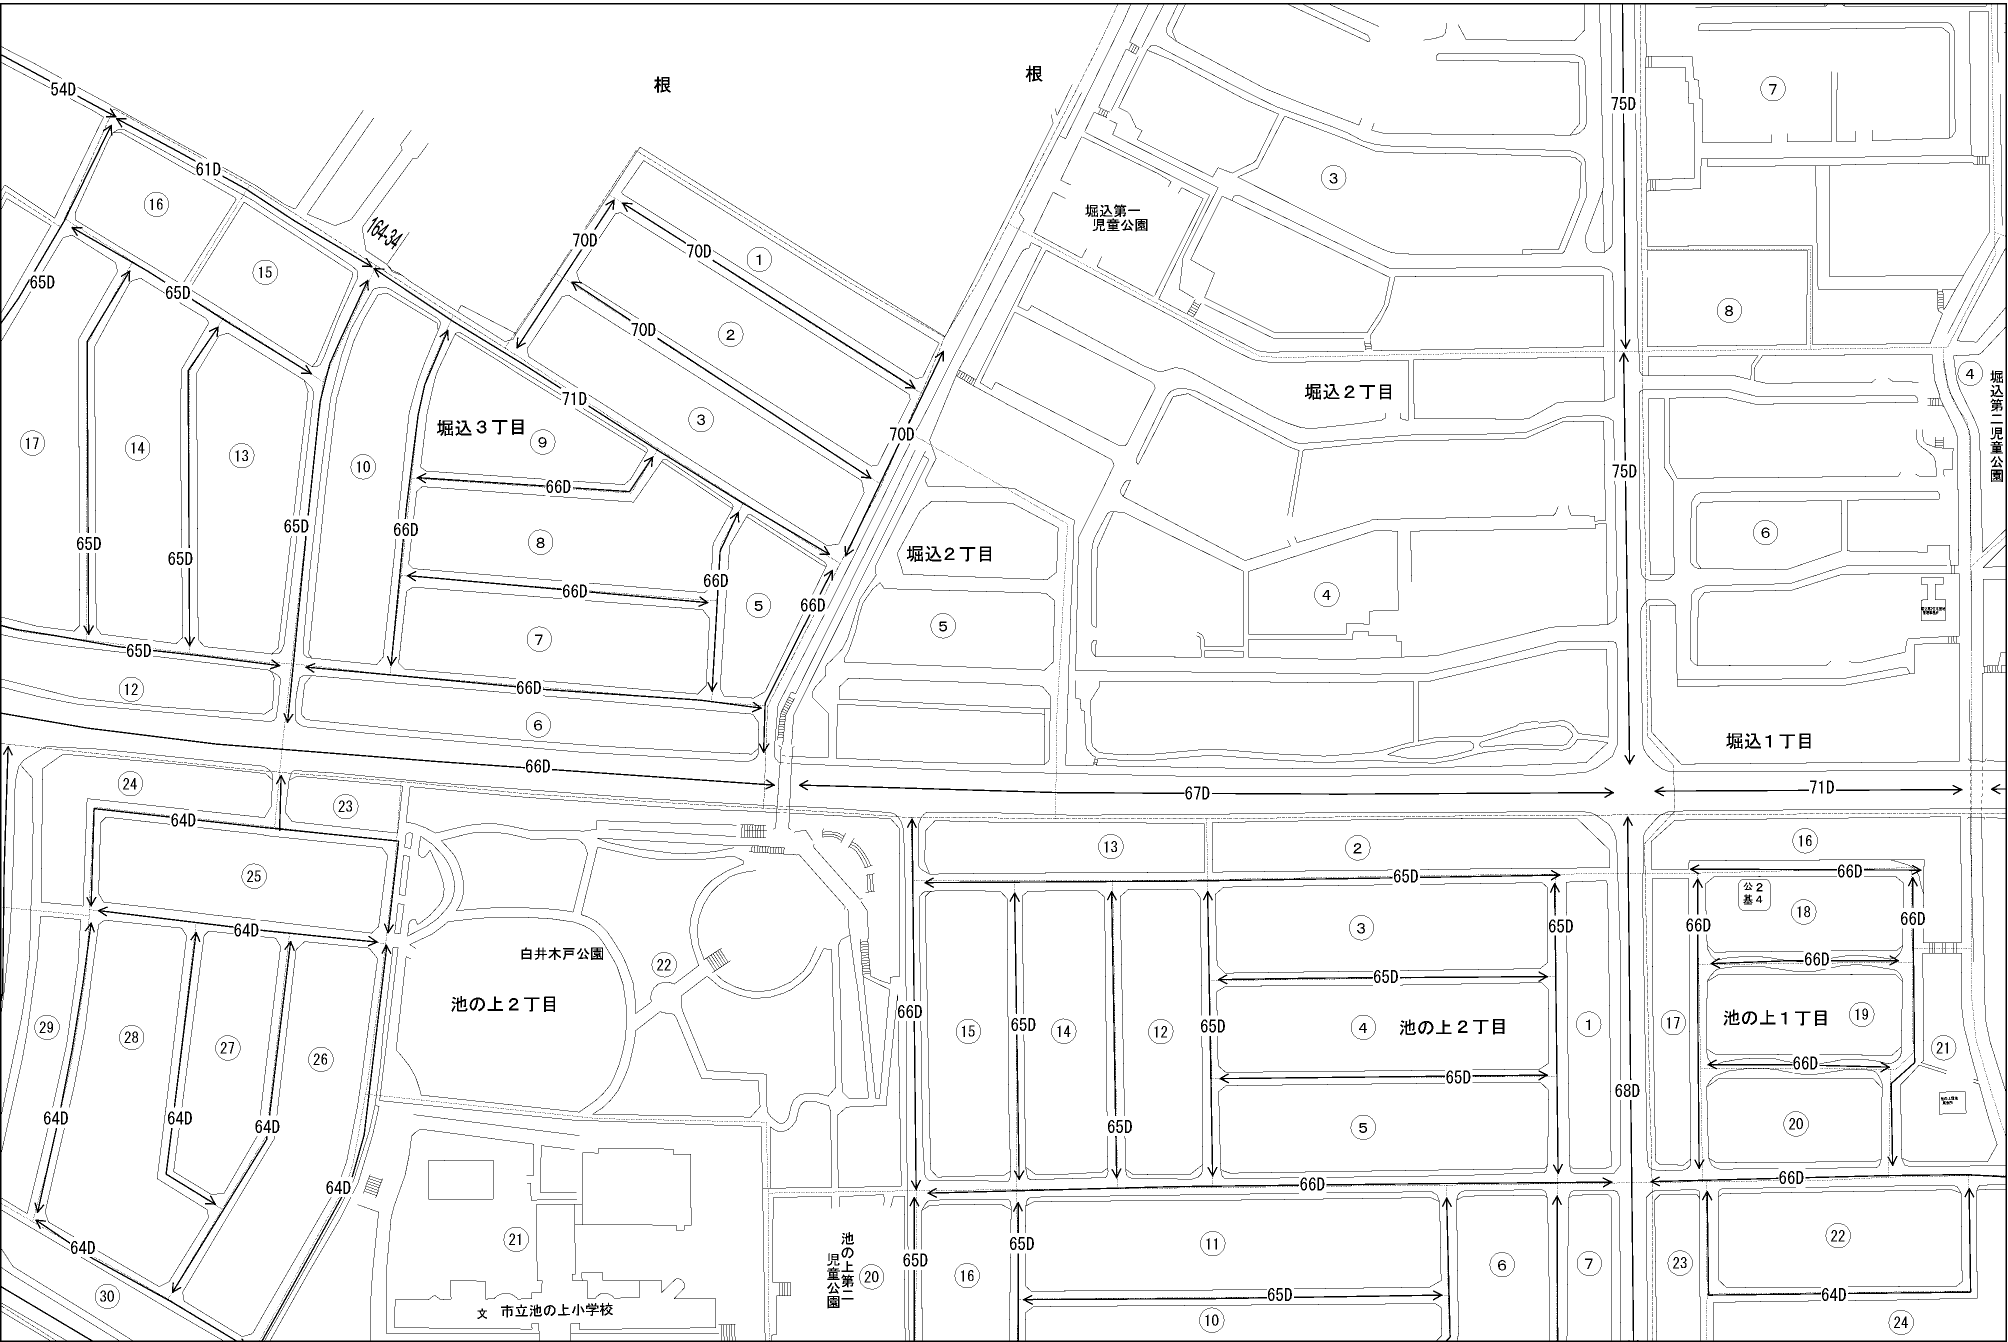 54D
根
根
75D
⑦
61D
⑯
③
164-34
堀込第一
児童公園
70D
70D
①
65D
65D
⑮
70D
②
⑧
71D
堀込２丁目
④
堀込第二児童公園
⑰
⑭
⑬
⑩
堀込３丁目
⑨
③
70D
75D
66D
65D
65D
65D
66D
⑧
堀込２丁目
⑥
66D
66D
⑤
66D
④
⑤
65D
⑦
⑫
66D
⑥
堀込１丁目
66D
67D
71D
㉔
㉓
64D
⑬
②
⑯
㉕
65D
66D
公２
基４
⑱
66D
64D
③
65D
66D
白井木戸公園
㉒
66D
65D
池の上２丁目
66D
㉙
㉘
㉗
㉖
⑮
65D
⑭
⑫
65D
④
池の上２丁目
①
⑰
池の上１丁目
⑲
㉑
66D
65D
68D
64D
64D
64D
65D
⑤
⑳
64D
66D
66D
64D
㉑
池の上第二
児童公園
⑳
65D
⑯
65D
⑪
⑥
⑦
㉓
㉒
㉚
文
市立池の上小学校
65D
64D
⑩
㉔